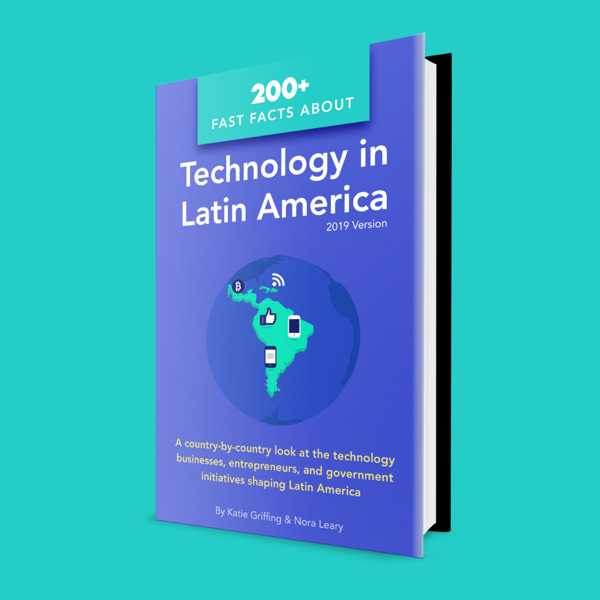 200+
FAST FACTS ABOUT
Technology in
Latin America
2019 Version
A country-by-country look at the technology
businesses, entrepreneurs, and government
initiatives shaping Latin America
By Katie Griffing & Nora Leary